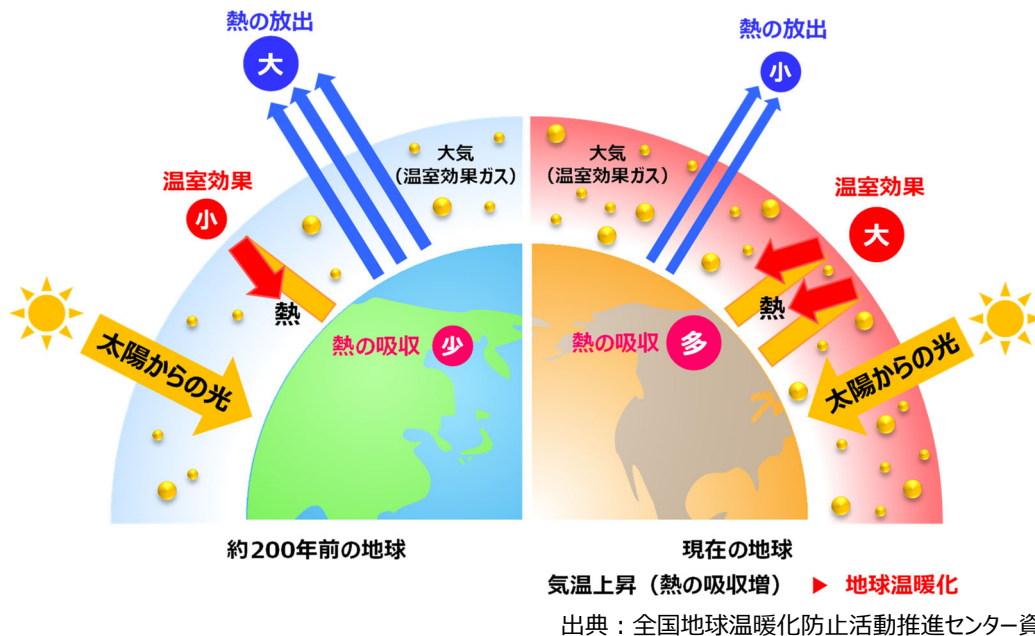 熱の放出
大
温室効果
小
大気
(温室効果ガス)
熱
太陽からの光
熱の吸収 少
約200年前の地球
熱の放出
小
大気
(温室効果ガス)
温室効果
大
熱
熱の吸収 多
太陽からの光
現在の地球
気温上昇（熱の吸収増） ▶ 地球温暖化
出典：全国地球温暖化防止活動推進センター資